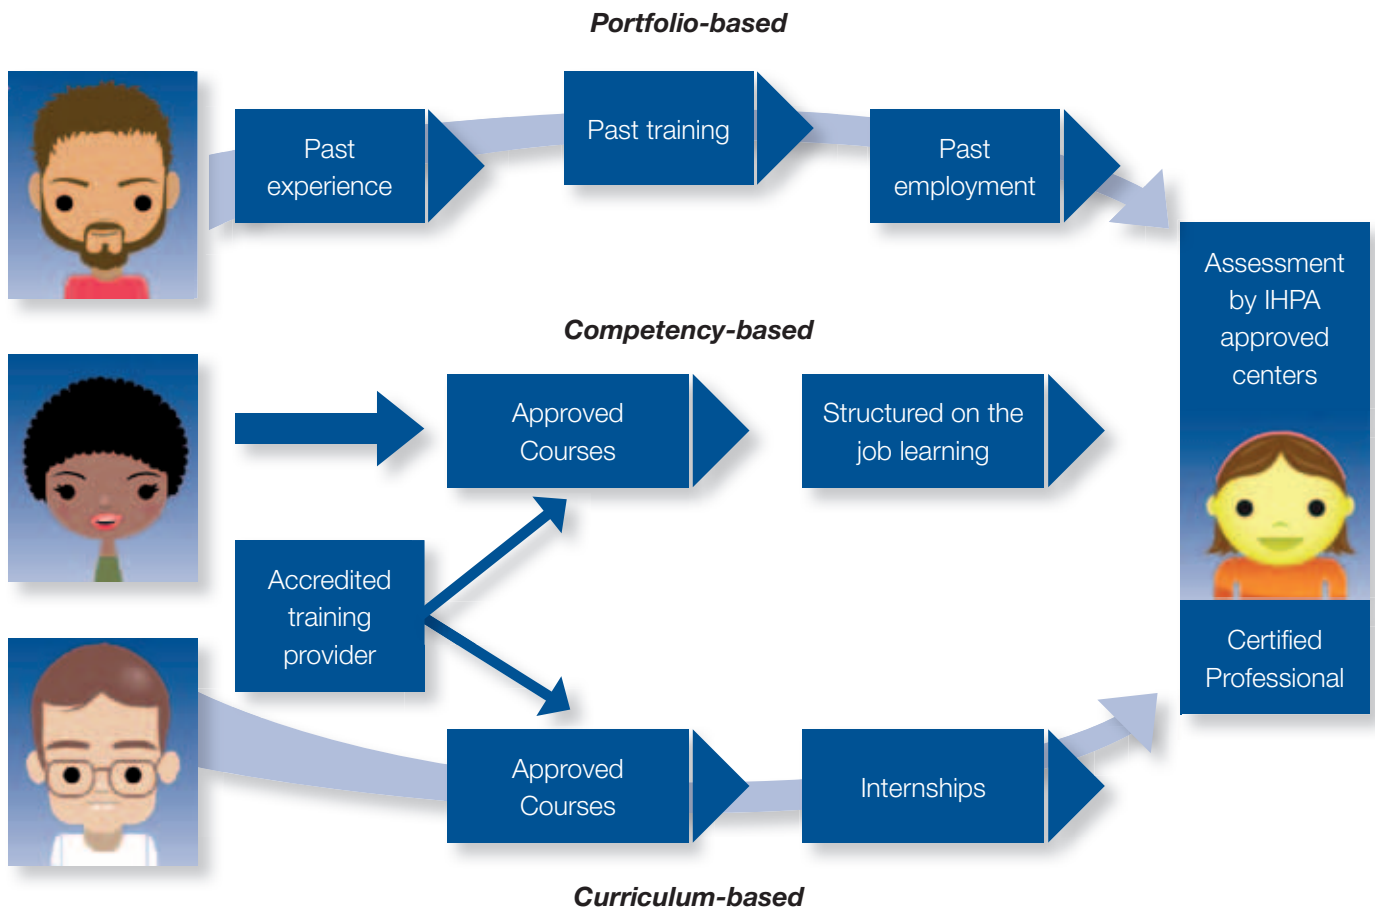 Portfolio-based
Past
experience
Past training
Past
employment
Assessment
by IHPA
approved
centers
Competency-based
Approved
Courses
Structured on the
job learning
Accredited
training
provider
Certified
Professional
Approved
Courses
Internships
Curriculum-based